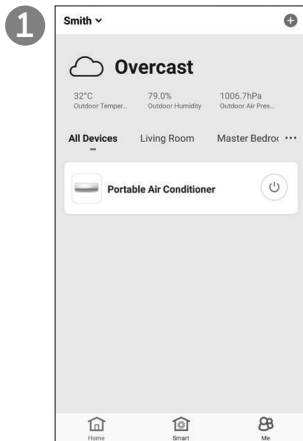 1
Smith
Overcast
32°C 79.0% 1006.7hPa
Outdoor Temper... Outdoor Humidity Outdoor Air Pres...
All Devices Living Room Master Bedroo ...
Portable Air Conditioner
Home Smart Me